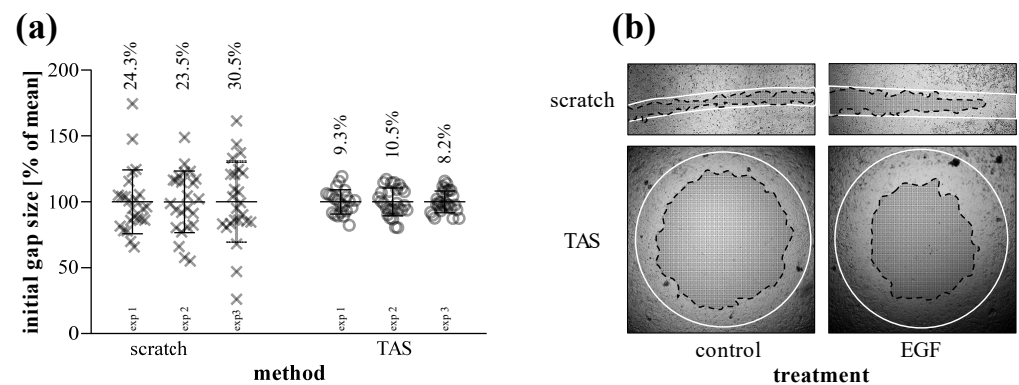 (a)
initial gap size [% of mean]
200
150
100
50
0
24.3%
23.5%
30.5%
9.3%
10.5%
8.2%
exp 1
exp 2
exp3
exp 1
exp 2
exp 3
scratch
TAS
method
(b)
scratch
TAS
control
EGF
treatment